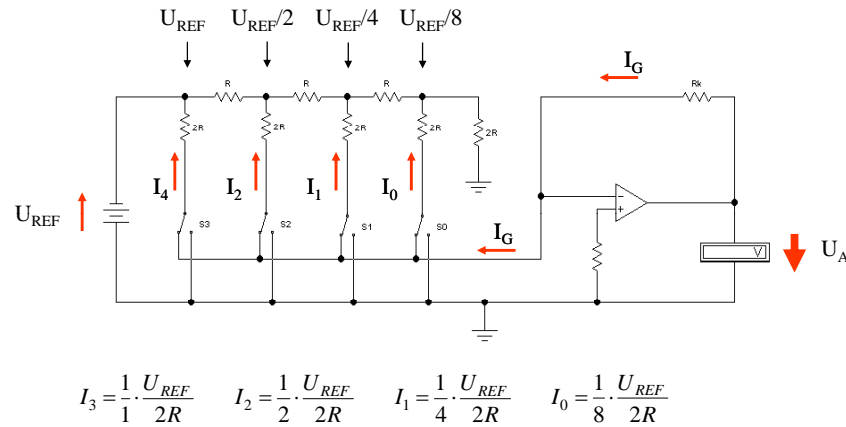 U_REF U_REF/2 U_REF/4 U_REF/8
I_G
R R R Rk
2R 2R 2R 2R 2R
I_4 I_2 I_1 I_0
U_REF
S3 S2 S1 S0
I_G
- +
V U_A
I_3 = 1/1 · U_REF/2R I_2 = 1/2 · U_REF/2R I_1 = 1/4 · U_REF/2R I_0 = 1/8 · U_REF/2R